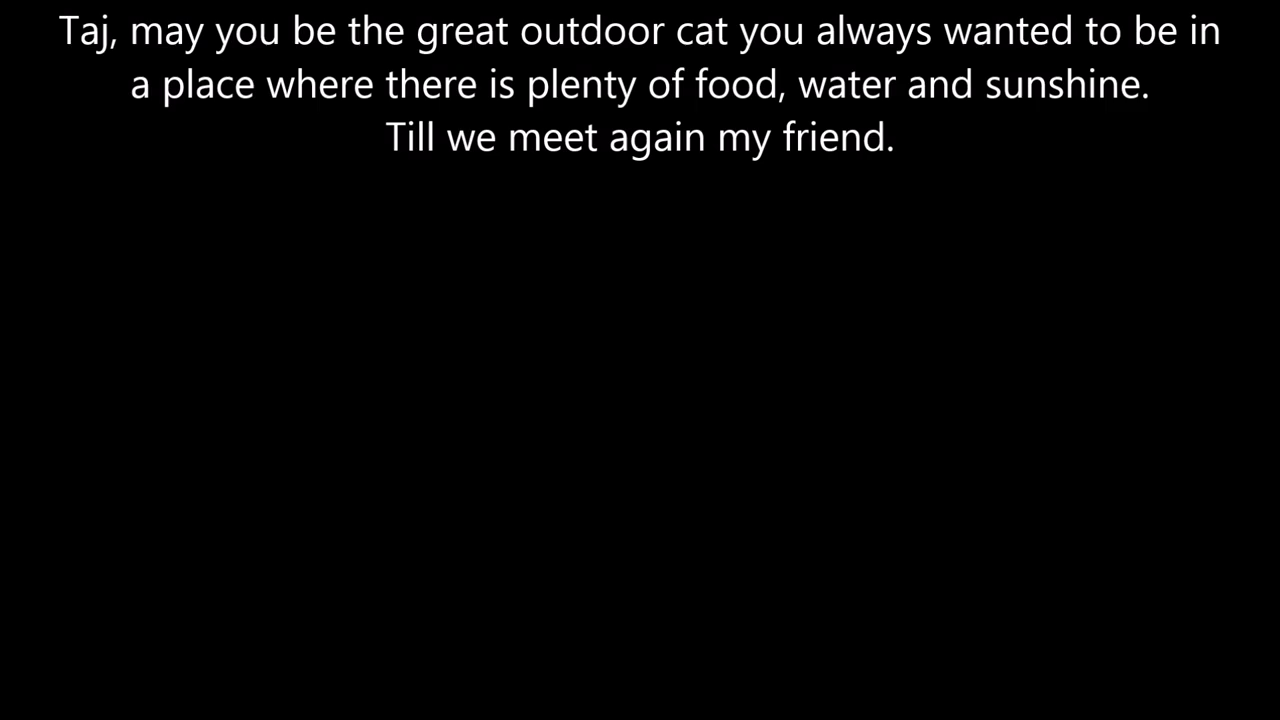 Taj, may you be the great outdoor cat you always wanted to be in
a place where there is plenty of food, water and sunshine.
Till we meet again my friend.